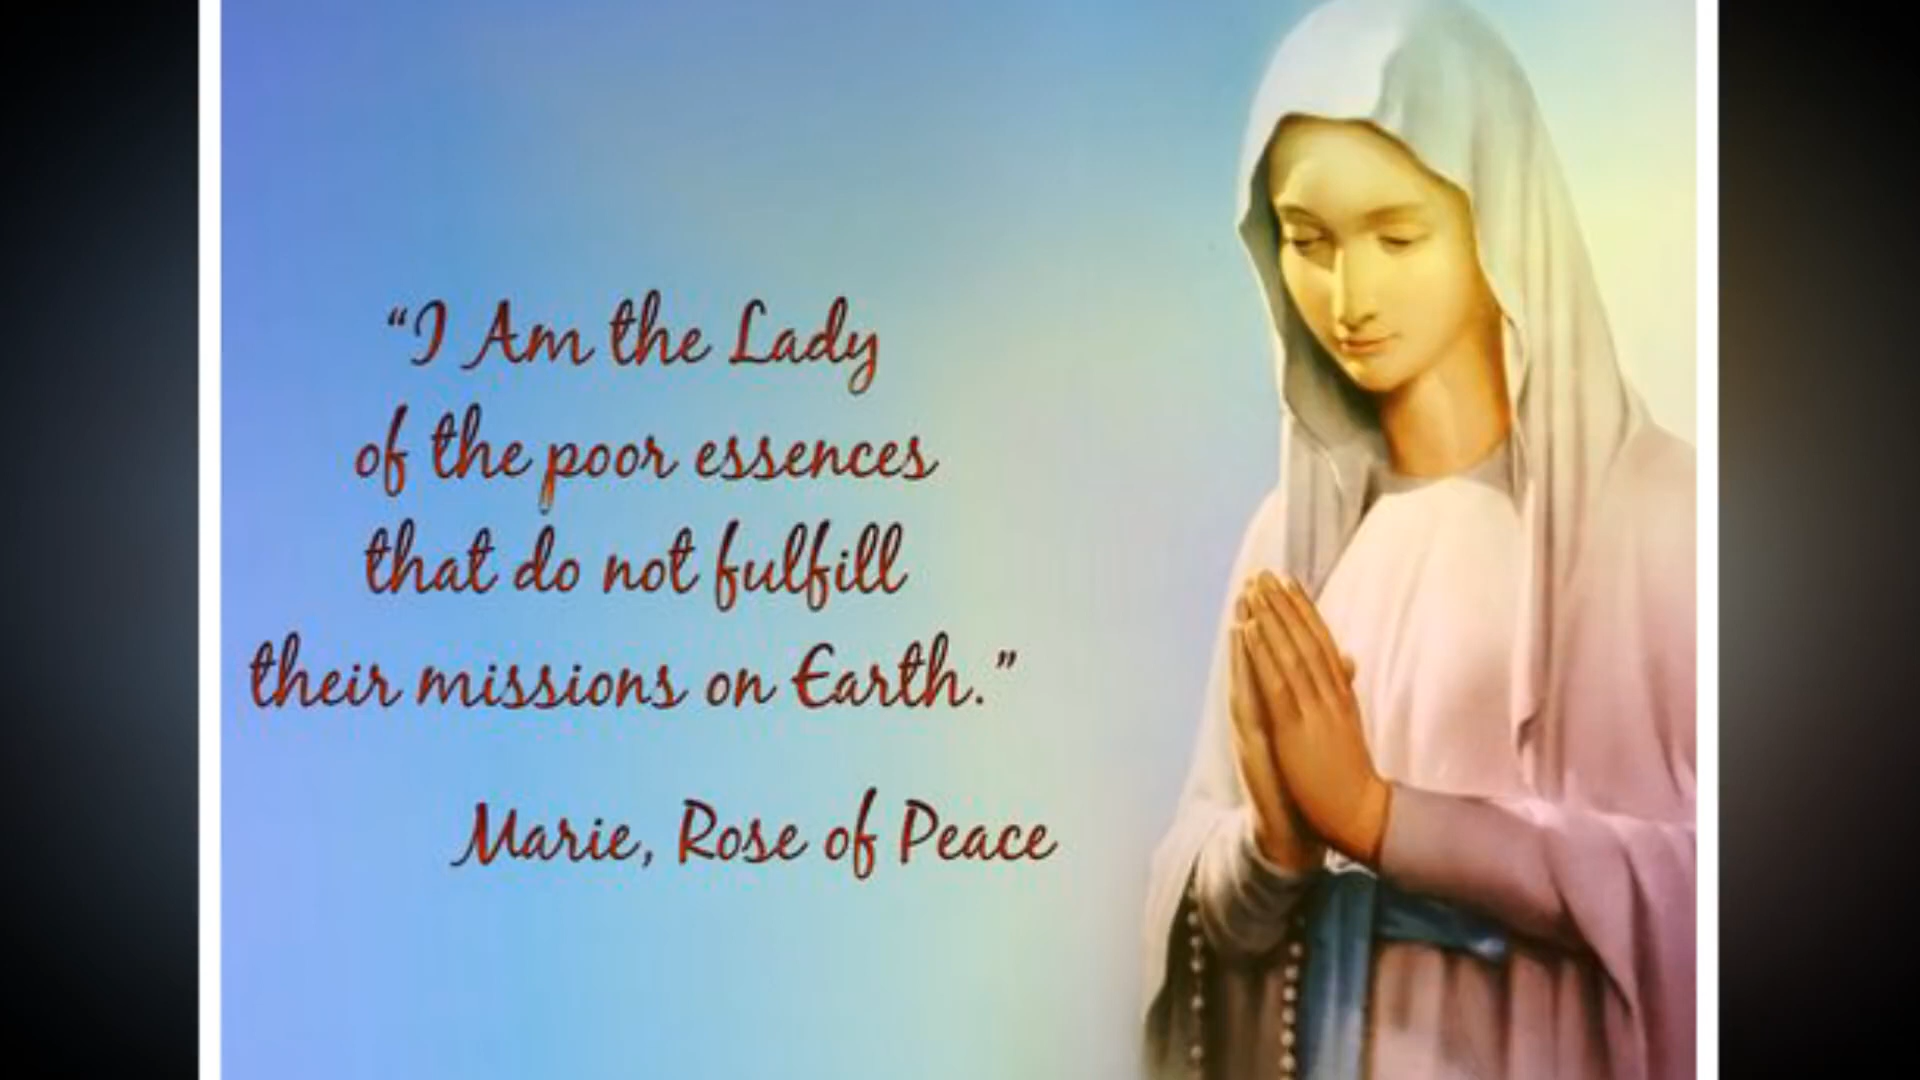 “I Am the Lady
of the poor essences
that do not fulfill
their missions on Earth.”
Marie, Rose of Peace